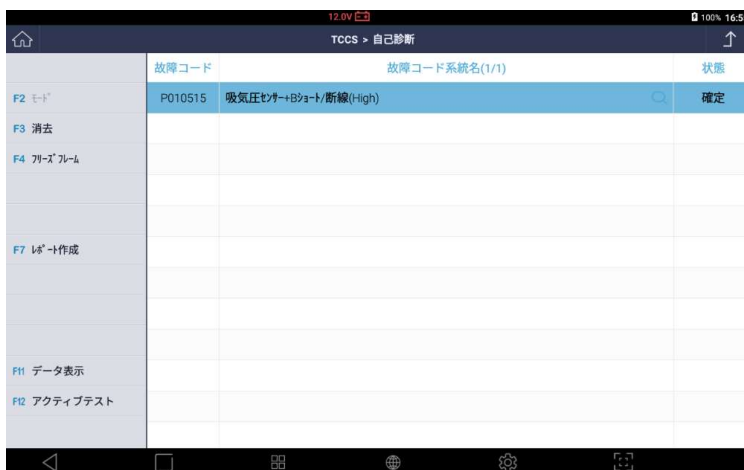 12.0V
100% 16:5
TCCS > 自己診断
故障コード 故障コード系統名(1/1) 状態
F2 ﾓｰﾄﾞ
P010515 吸気圧ｾﾝｻｰ+Bｼｮｰﾄ/断線(High) 確定
F3 消去
F4 ﾌﾘｰｽﾞﾌﾚｰﾑ
F7 ﾚﾎﾟｰﾄ作成
F11 データ表示
F12 アクティブテスト